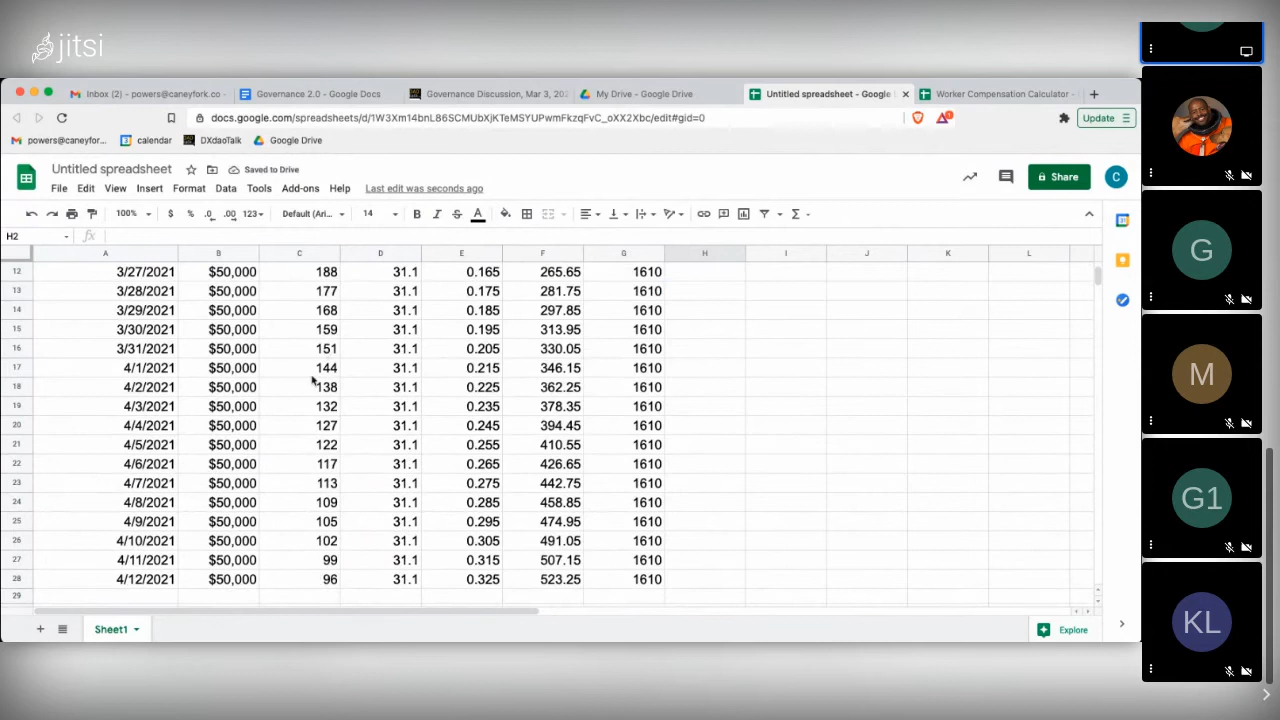 jitsi
Inbox (2) - powers@caneyfork.co
Governance 2.0 - Google Docs
Governance Discussion, Mar 3, 202
My Drive - Google Drive
Untitled spreadsheet - Google
Worker Compensation Calculator -
docs.google.com/spreadsheets/d/1W3Xm14bnL86SCMUbXjKTeMSYUPwmFkzqFvC_oXX2Xbc/edit#gid=0
Update
powers@caneyfor...
calendar
DXdaoTalk
Google Drive
Untitled spreadsheet
Saved to Drive
File Edit View Insert Format Data Tools Add-ons Help Last edit was seconds ago
Share
C
100% $ % .0 .00 123 Default (Ari... 14 B I S A
H2 fx
A B C D E F G H I J K L
12 3/27/2021 $50,000 188 31.1 0.165 265.65 1610
13 3/28/2021 $50,000 177 31.1 0.175 281.75 1610
14 3/29/2021 $50,000 168 31.1 0.185 297.85 1610
15 3/30/2021 $50,000 159 31.1 0.195 313.95 1610
16 3/31/2021 $50,000 151 31.1 0.205 330.05 1610
17 4/1/2021 $50,000 144 31.1 0.215 346.15 1610
18 4/2/2021 $50,000 138 31.1 0.225 362.25 1610
19 4/3/2021 $50,000 132 31.1 0.235 378.35 1610
20 4/4/2021 $50,000 127 31.1 0.245 394.45 1610
21 4/5/2021 $50,000 122 31.1 0.255 410.55 1610
22 4/6/2021 $50,000 117 31.1 0.265 426.65 1610
23 4/7/2021 $50,000 113 31.1 0.275 442.75 1610
24 4/8/2021 $50,000 109 31.1 0.285 458.85 1610
25 4/9/2021 $50,000 105 31.1 0.295 474.95 1610
26 4/10/2021 $50,000 102 31.1 0.305 491.05 1610
27 4/11/2021 $50,000 99 31.1 0.315 507.15 1610
28 4/12/2021 $50,000 96 31.1 0.325 523.25 1610
29
Sheet1
Explore
G
M
G1
KL